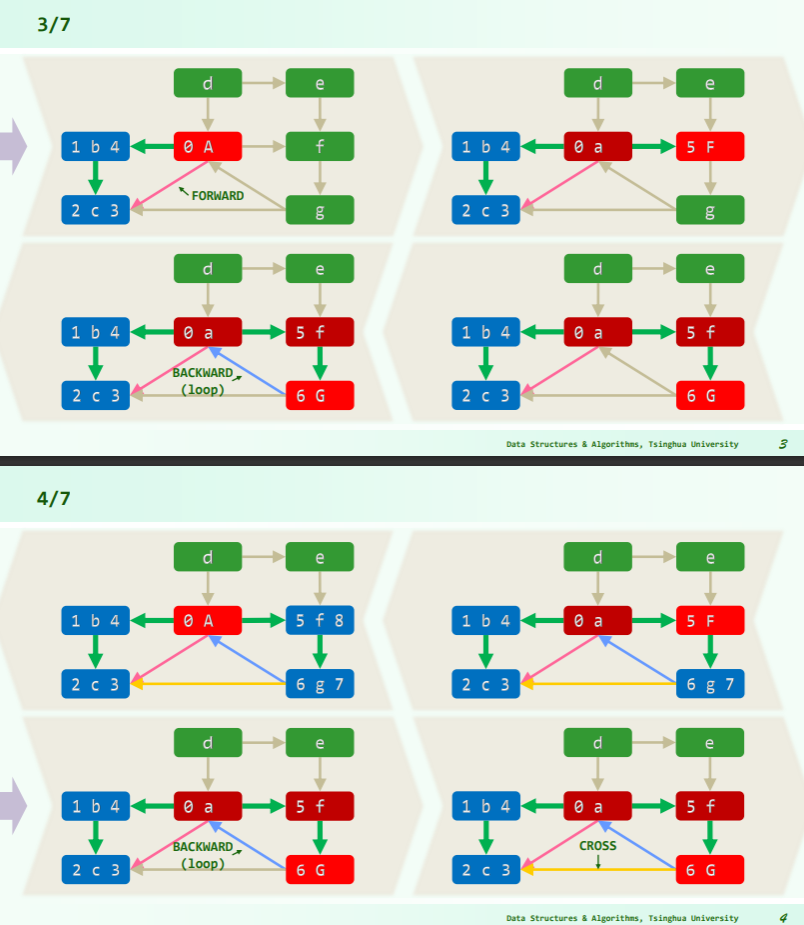 3/7
d e
1 b 4 0 A f
FORWARD
2 c 3 g
d e
1 b 4 0 a 5 F
2 c 3 g
d e
1 b 4 0 a 5 f
BACKWARD
(loop)
2 c 3 6 G
d e
1 b 4 0 a 5 f
2 c 3 6 G
Data Structures & Algorithms, Tsinghua University 3
4/7
d e
1 b 4 0 A 5 f 8
2 c 3 6 g 7
d e
1 b 4 0 a 5 F
2 c 3 6 g 7
d e
1 b 4 0 a 5 f
BACKWARD
(loop)
2 c 3 6 G
d e
1 b 4 0 a 5 f
CROSS
2 c 3 6 G
Data Structures & Algorithms, Tsinghua University 4